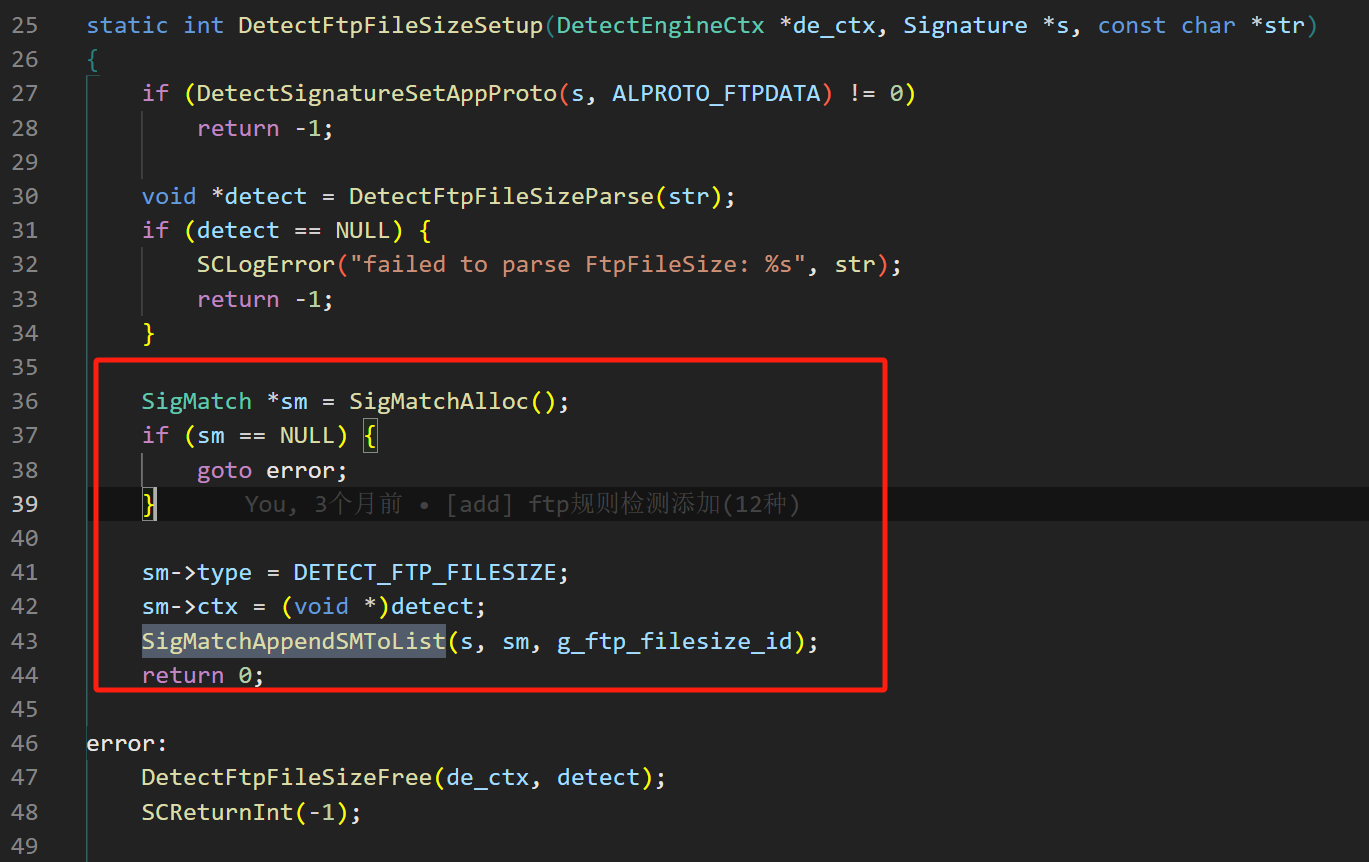 25 static int DetectFtpFileSizeSetup(DetectEngineCtx *de_ctx, Signature *s, const char *str)
26 {
27     if (DetectSignatureSetAppProto(s, ALPROTO_FTPDATA) != 0)
28         return -1;
29
30     void *detect = DetectFtpFileSizeParse(str);
31     if (detect == NULL) {
32         SCLogError("failed to parse FtpFileSize: %s", str);
33         return -1;
34     }
35
36     SigMatch *sm = SigMatchAlloc();
37     if (sm == NULL) {
38         goto error;
39     }       You, 3个月前 • [add] ftp规则检测添加(12种)
40
41     sm->type = DETECT_FTP_FILESIZE;
42     sm->ctx = (void *)detect;
43     SigMatchAppendSMToList(s, sm, g_ftp_filesize_id);
44     return 0;
45
46 error:
47     DetectFtpFileSizeFree(de_ctx, detect);
48     SCReturnInt(-1);
49